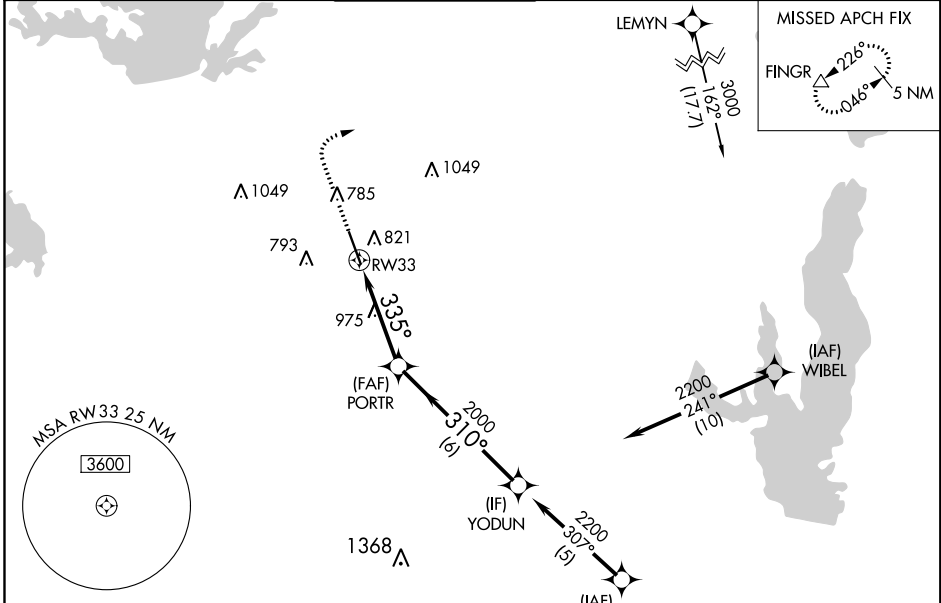 LEMYN
3000
162°
(17.7)
MISSED APCH FIX
FINGR
226°
046°
5 NM
1049
785
1049
793
821
RW33
975
335°
(FAF)
PORTR
2000
310°
(6)
(IF)
YODUN
2200
307°
(5)
(IAF)
(IAF)
WIBEL
2200
241°
(10)
MSA RW33 25 NM
3600
1368